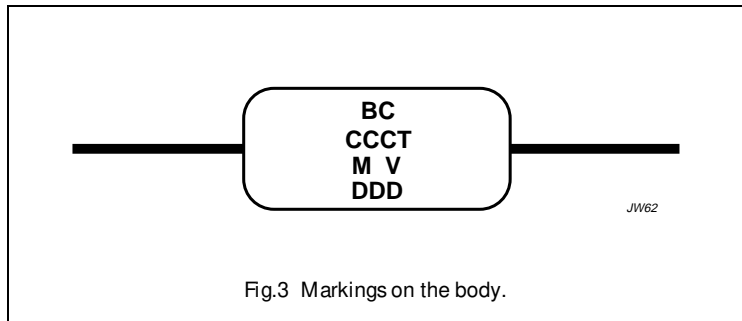 BC
CCCT
M V
DDD
JW62
Fig.3 Markings on the body.